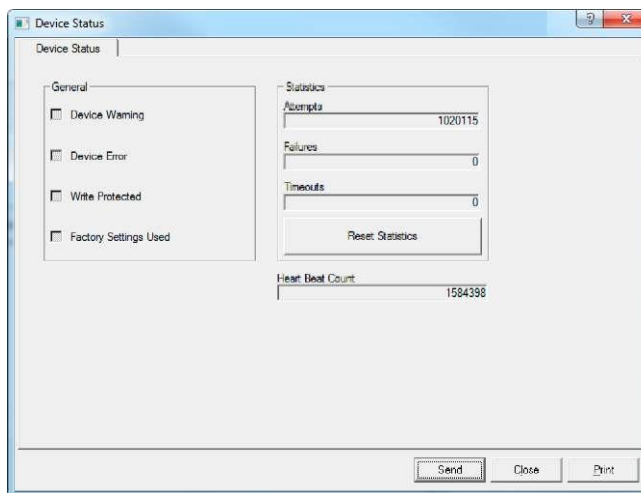 Device Status
Device Status
General
Device Warning
Device Error
Write Protected
Factory Settings Used
Statistics
Attempts
1020115
Failures
0
Timeouts
0
Reset Statistics
Heart Beat Count
1584398
Send
Close
Print